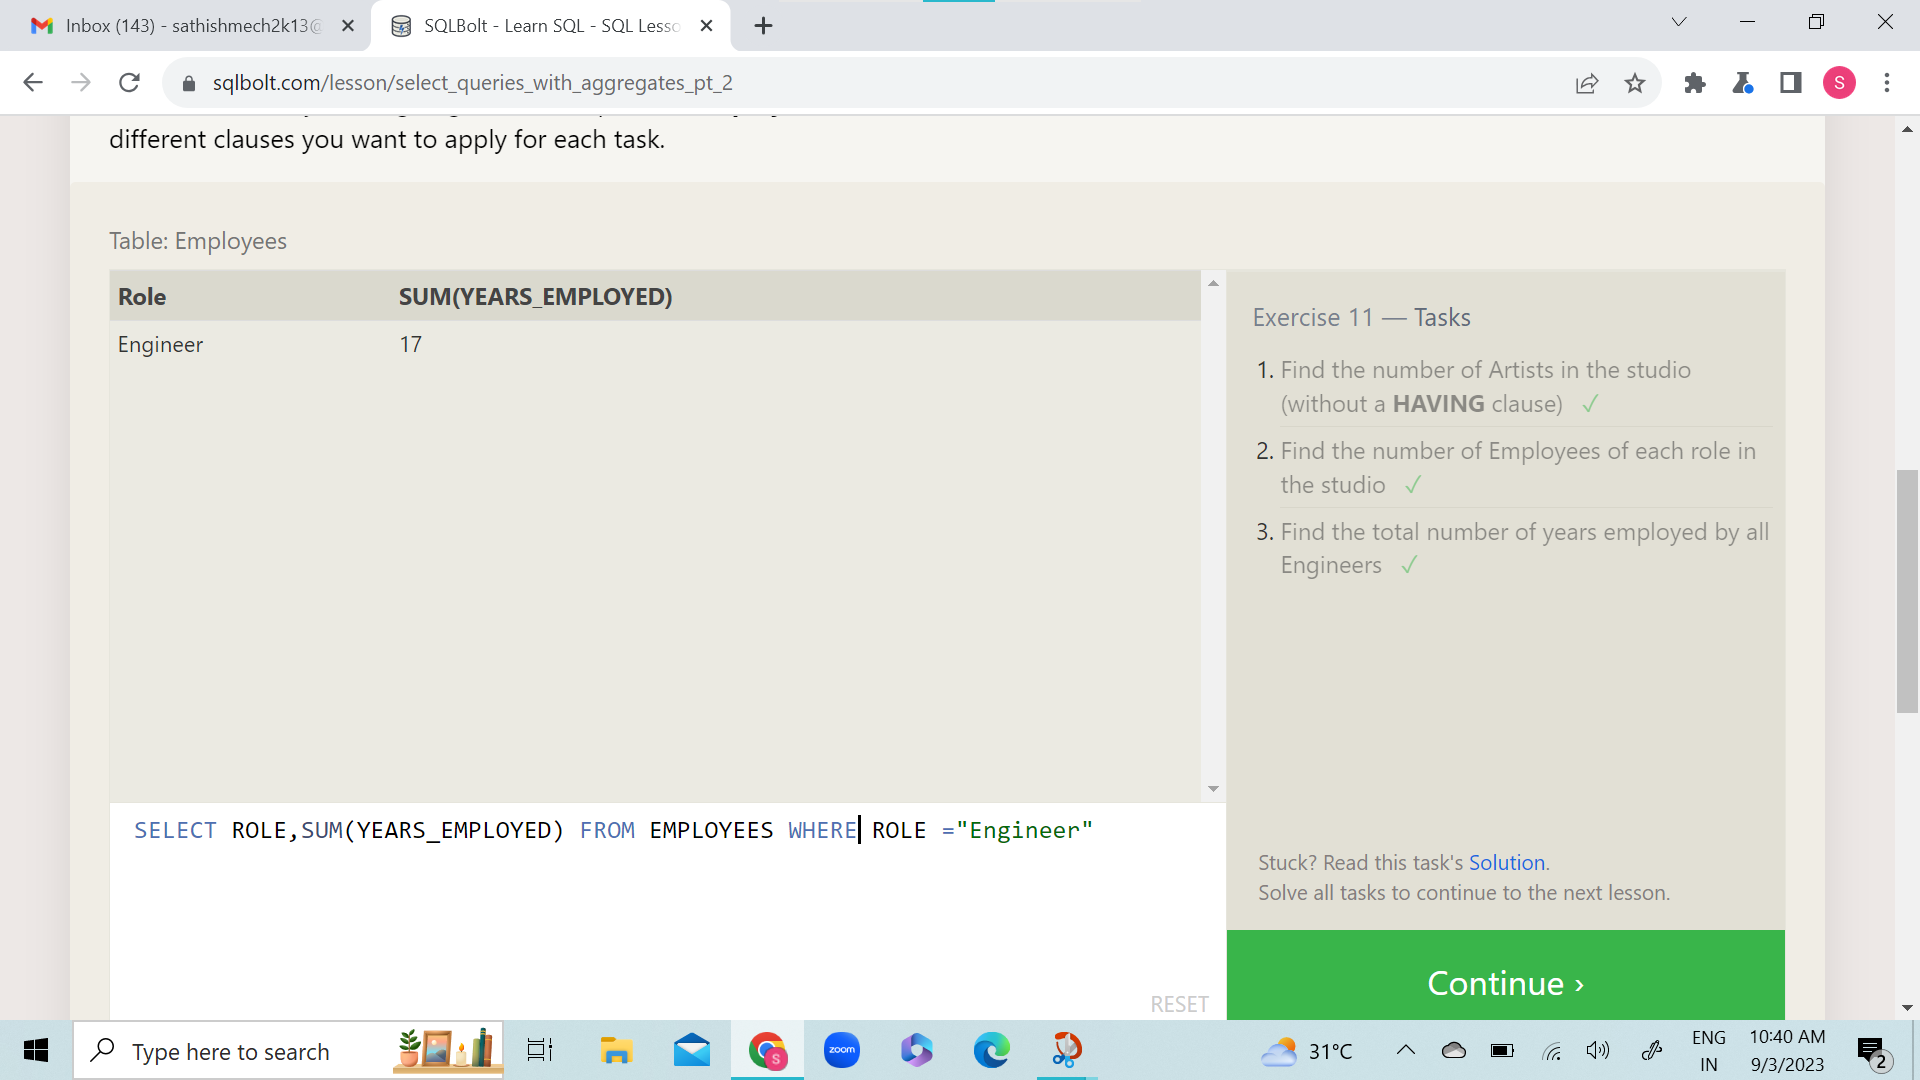 Inbox (143) - sathishmech2k13@
SQLBolt - Learn SQL - SQL Lesso
sqlbolt.com/lesson/select_queries_with_aggregates_pt_2
S
different clauses you want to apply for each task.
Table: Employees
Role SUM(YEARS_EMPLOYED)
Engineer 17
Exercise 11 — Tasks
1. Find the number of Artists in the studio
(without a HAVING clause) ✓
2. Find the number of Employees of each role in
the studio ✓
3. Find the total number of years employed by all
Engineers ✓
SELECT ROLE,SUM(YEARS_EMPLOYED) FROM EMPLOYEES WHERE ROLE ="Engineer"
RESET
Stuck? Read this task's Solution.
Solve all tasks to continue to the next lesson.
Continue ›
Type here to search
S
zoom
31°C
ENG
IN
10:40 AM
9/3/2023
2